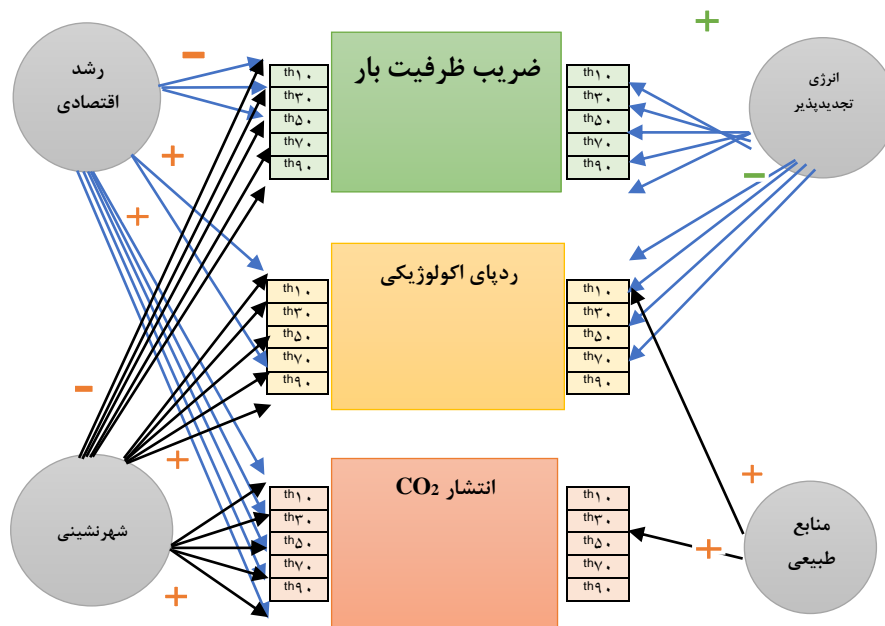 رشد
اقتصادی
ضریب ظرفیت بار
انرژی
تجدیدپذیر
−
+
th۱۰
th۳۰
th۵۰
th۷۰
th۹۰
th۱۰
th۳۰
th۵۰
th۷۰
th۹۰
+
+
−
ردپای اکولوژیکی
th۱۰
th۳۰
th۵۰
th۷۰
th۹۰
th۱۰
th۳۰
th۵۰
th۷۰
th۹۰
−
+
+
شهرنشینی
انتشار CO₂
منابع
طبیعی
th۱۰
th۳۰
th۵۰
th۷۰
th۹۰
th۱۰
th۳۰
th۵۰
th۷۰
th۹۰
+
+